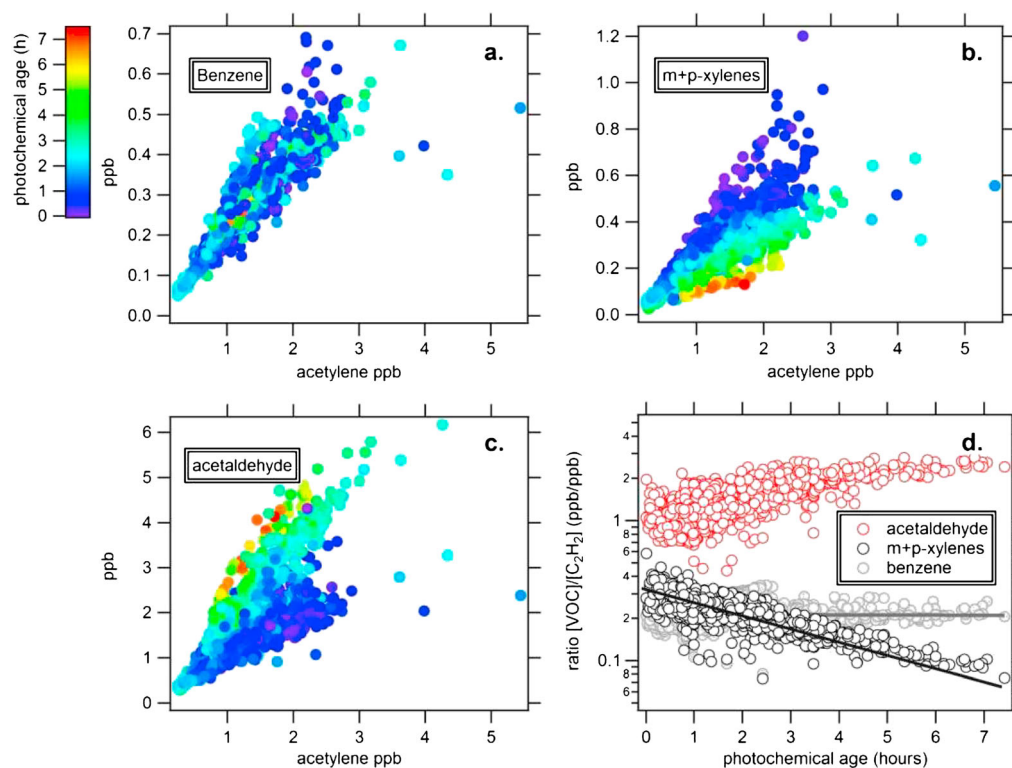 photochemical age (h)
7
6
5
4
3
2
1
0
a.
Benzene
ppb
0.7
0.6
0.5
0.4
0.3
0.2
0.1
0.0
1 2 3 4 5
acetylene ppb
b.
m+p-xylenes
ppb
1.2
1.0
0.8
0.6
0.4
0.2
0.0
1 2 3 4 5
acetylene ppb
c.
acetaldehyde
ppb
6
5
4
3
2
1
0
1 2 3 4 5
acetylene ppb
d.
ratio [VOC]/[C₂H₂] (ppb/ppb)
4
2
1
8
6
0.4
0.2
0.1
8
6
acetaldehyde
m+p-xylenes
benzene
0 1 2 3 4 5 6 7
photochemical age (hours)